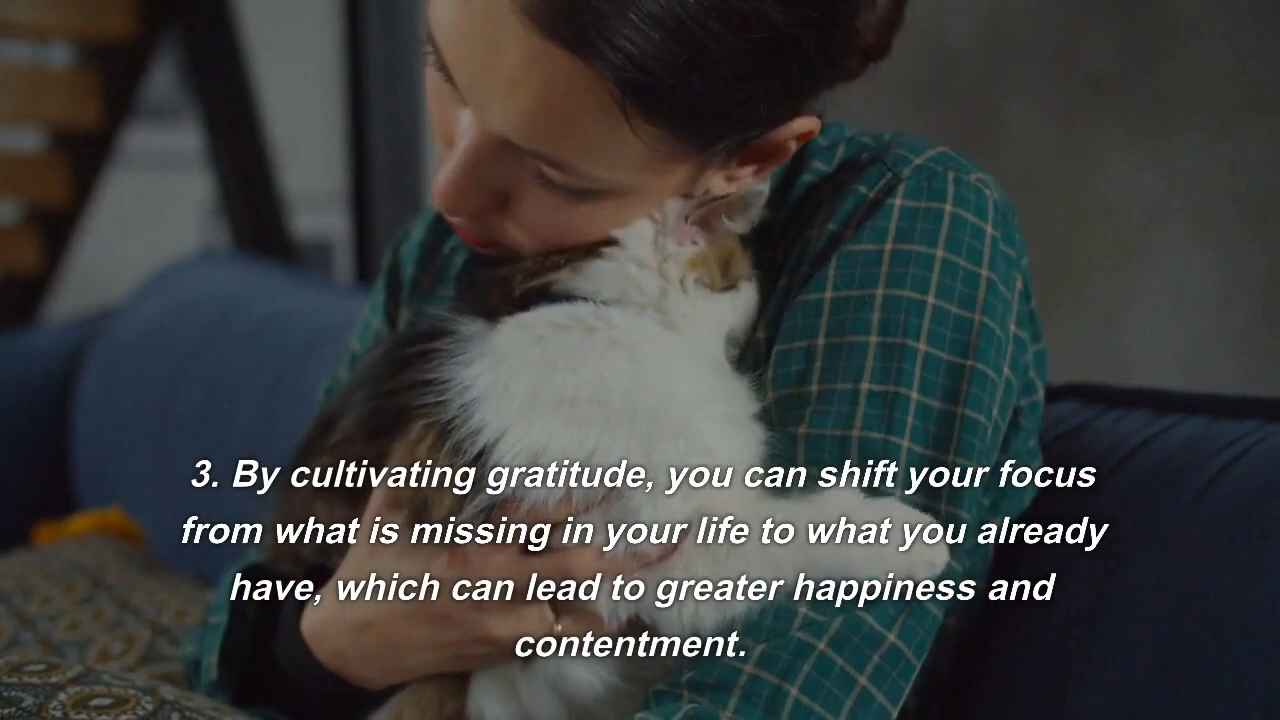 3. By cultivating gratitude, you can shift your focus
from what is missing in your life to what you already
have, which can lead to greater happiness and
contentment.